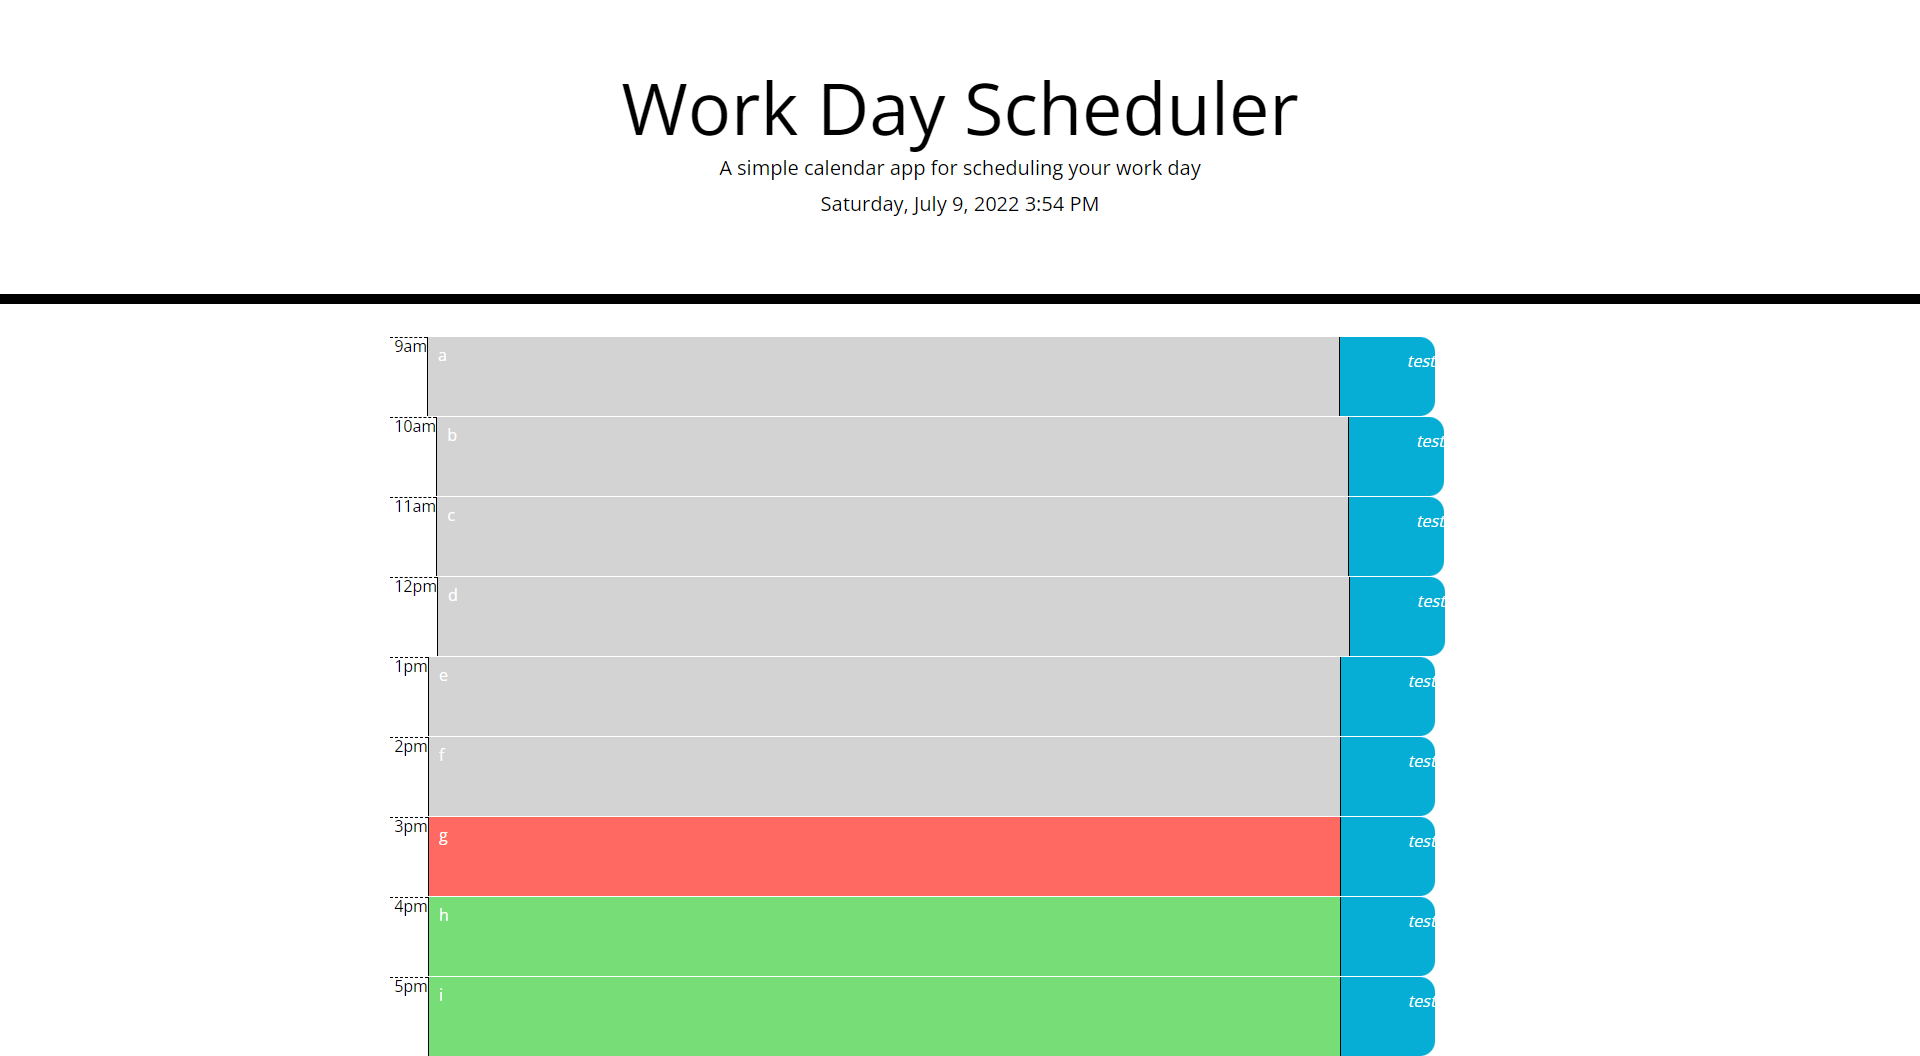 Work Day Scheduler
A simple calendar app for scheduling your work day
Saturday, July 9, 2022 3:54 PM
9am a test
10am b test
11am c test
12pm d test
1pm e test
2pm f test
3pm g test
4pm h test
5pm i test